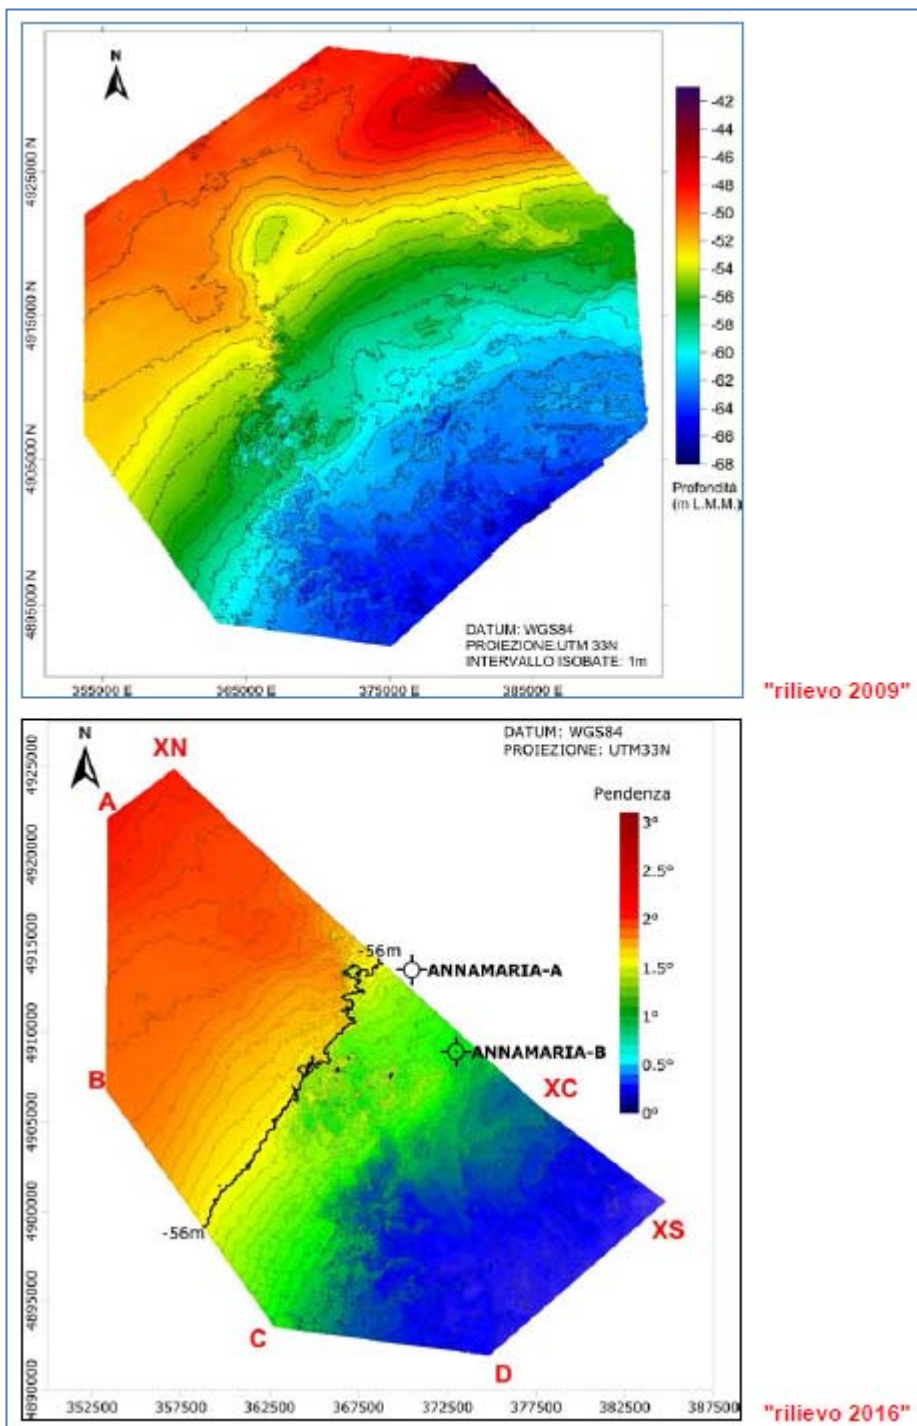 N
4925000 N
4915000 N
4905000 N
4895000 N
355000 E
365000 E
375000 E
385000 E
-42
-44
-46
-48
-50
-52
-54
-56
-58
-60
-62
-64
-66
-68
Profondità
(m L.M.M.)
DATUM: WGS84
PROIEZIONE:UTM 33N
INTERVALLO ISOBATE: 1m
"rilievo 2009"
N
DATUM: WGS84
PROIEZIONE: UTM33N
XN
A
Pendenza
3°
2.5°
2°
1.5°
1°
0.5°
0°
-56m
ANNAMARIA-A
ANNAMARIA-B
B
XC
XS
-56m
C
D
4925000
4920000
4915000
4910000
4905000
4900000
4895000
4890000
352500
357500
362500
367500
372500
377500
382500
387500
"rilievo 2016"